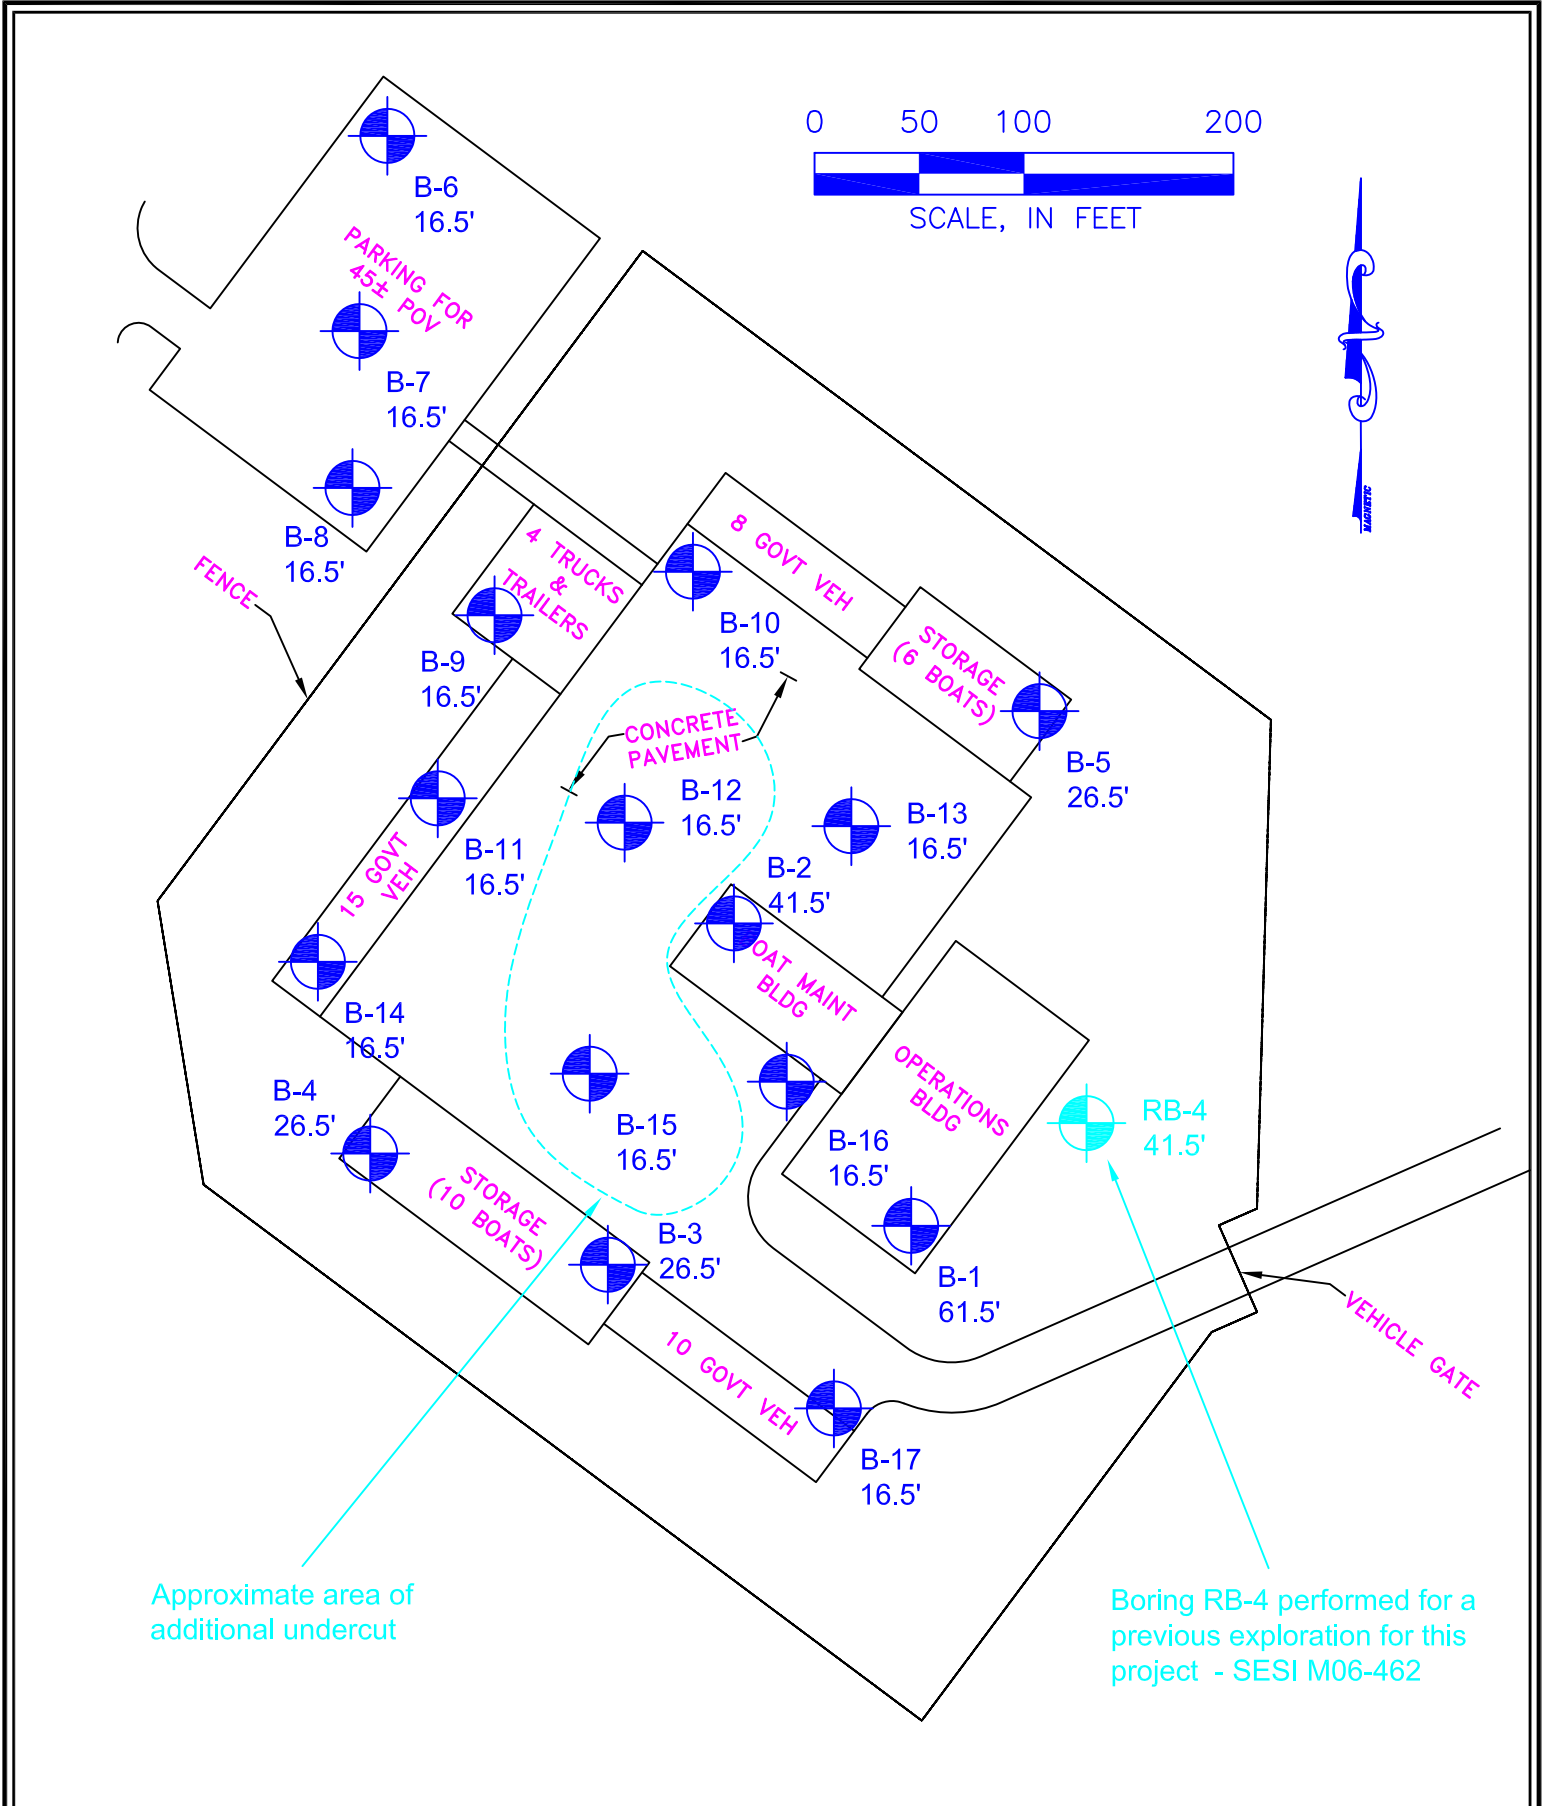 0 50 100 200
SCALE, IN FEET
MAGNETIC
B-6
16.5'
PARKING FOR
45± POV
B-7
16.5'
B-8
16.5'
FENCE
4 TRUCKS
&
TRAILERS
8 GOVT VEH
B-10
16.5'
STORAGE
(6 BOATS)
B-9
16.5'
CONCRETE
PAVEMENT
B-5
26.5'
B-12
16.5'
B-13
16.5'
B-11
16.5'
15 GOVT
VEH
B-2
41.5'
OAT MAINT
BLDG
B-14
16.5'
OPERATIONS
BLDG
B-4
26.5'
B-15
16.5'
B-16
16.5'
RB-4
41.5'
STORAGE
(10 BOATS)
B-3
26.5'
B-1
61.5'
VEHICLE GATE
10 GOVT VEH
B-17
16.5'
Approximate area of
additional undercut
Boring RB-4 performed for a
previous exploration for this
project - SESI M06-462